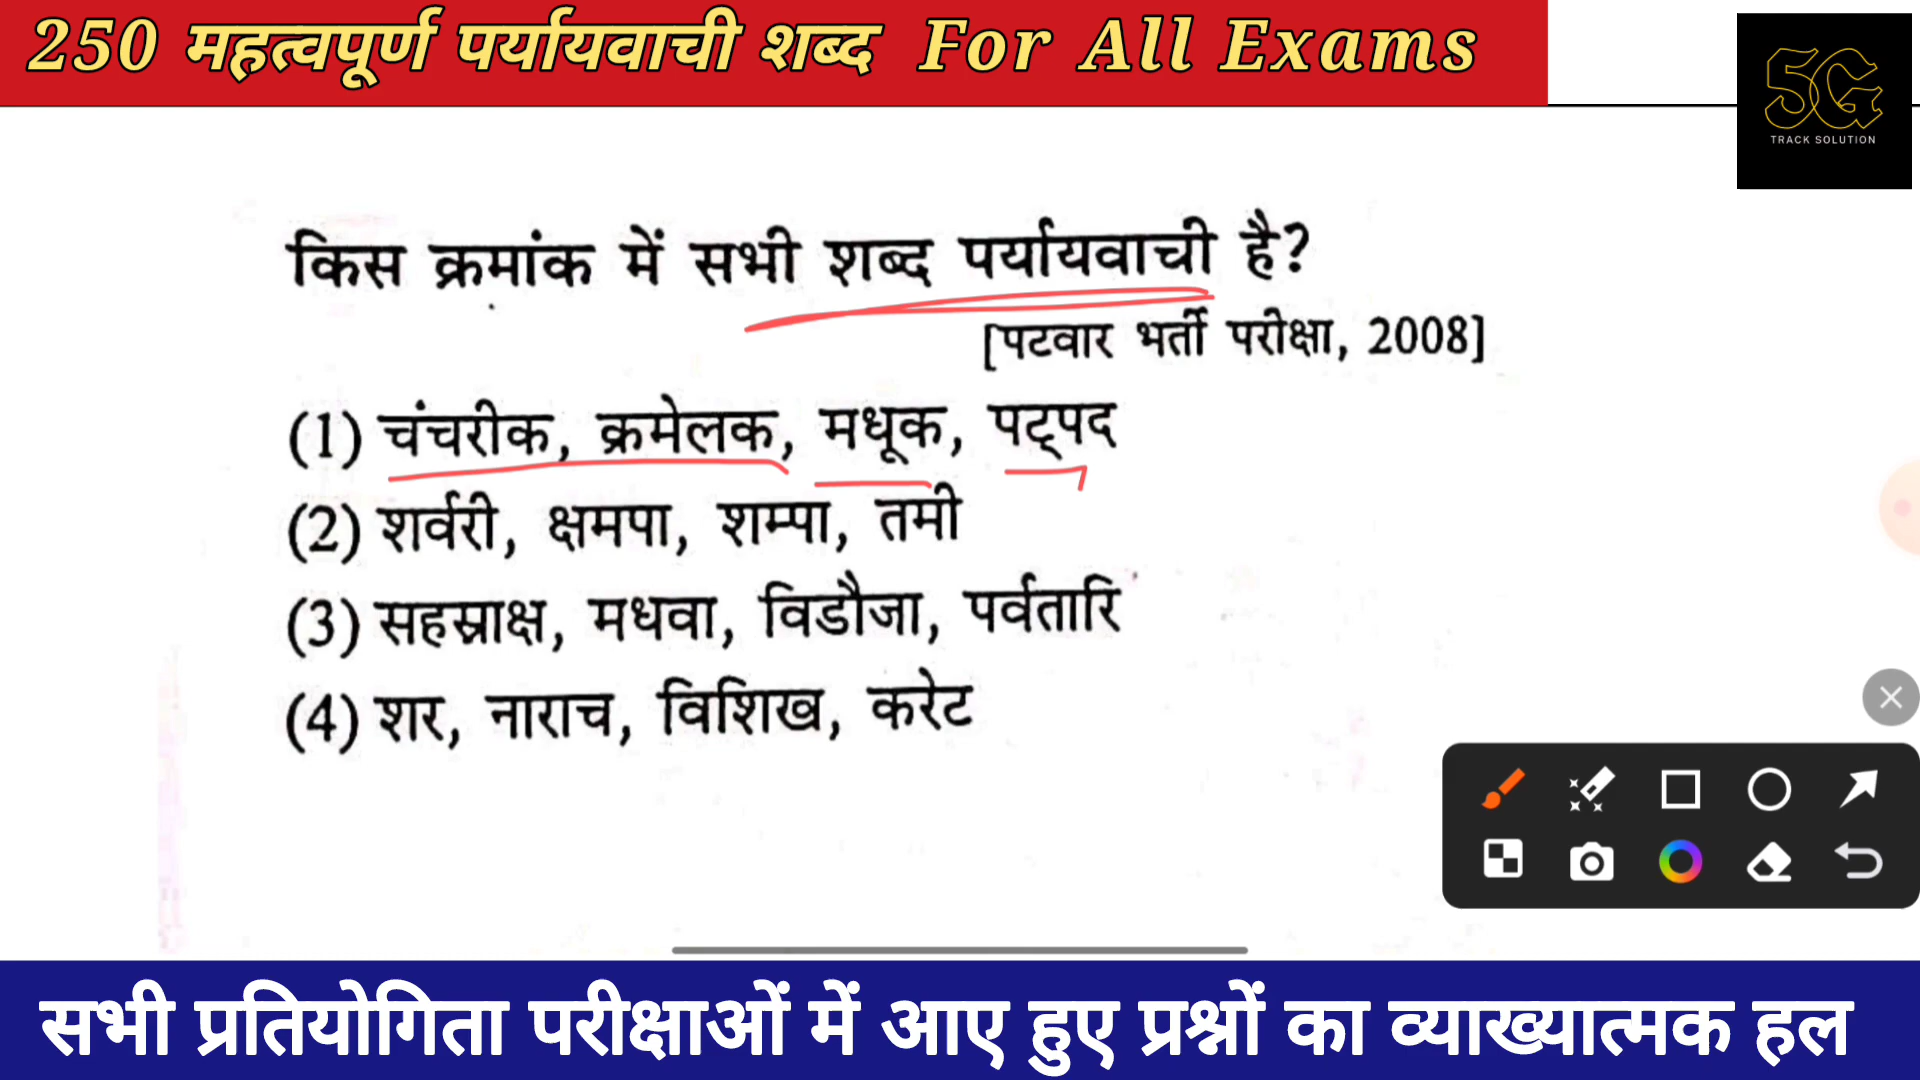 250 महत्वपूर्ण पर्यायवाची शब्द For All Exams
5G
TRACK SOLUTION
किस क्रमांक में सभी शब्द पर्यायवाची है?
[पटवार भर्ती परीक्षा, 2008]
(1) चंचरीक, क्रमेलक, मधूक, पट्पद
(2) शर्वरी, क्षमपा, शम्पा, तमी
(3) सहस्राक्ष, मधवा, विडौजा, पर्वतारि
(4) शर, नाराच, विशिख, करेट
सभी प्रतियोगिता परीक्षाओं में आए हुए प्रश्नों का व्याख्यात्मक हल